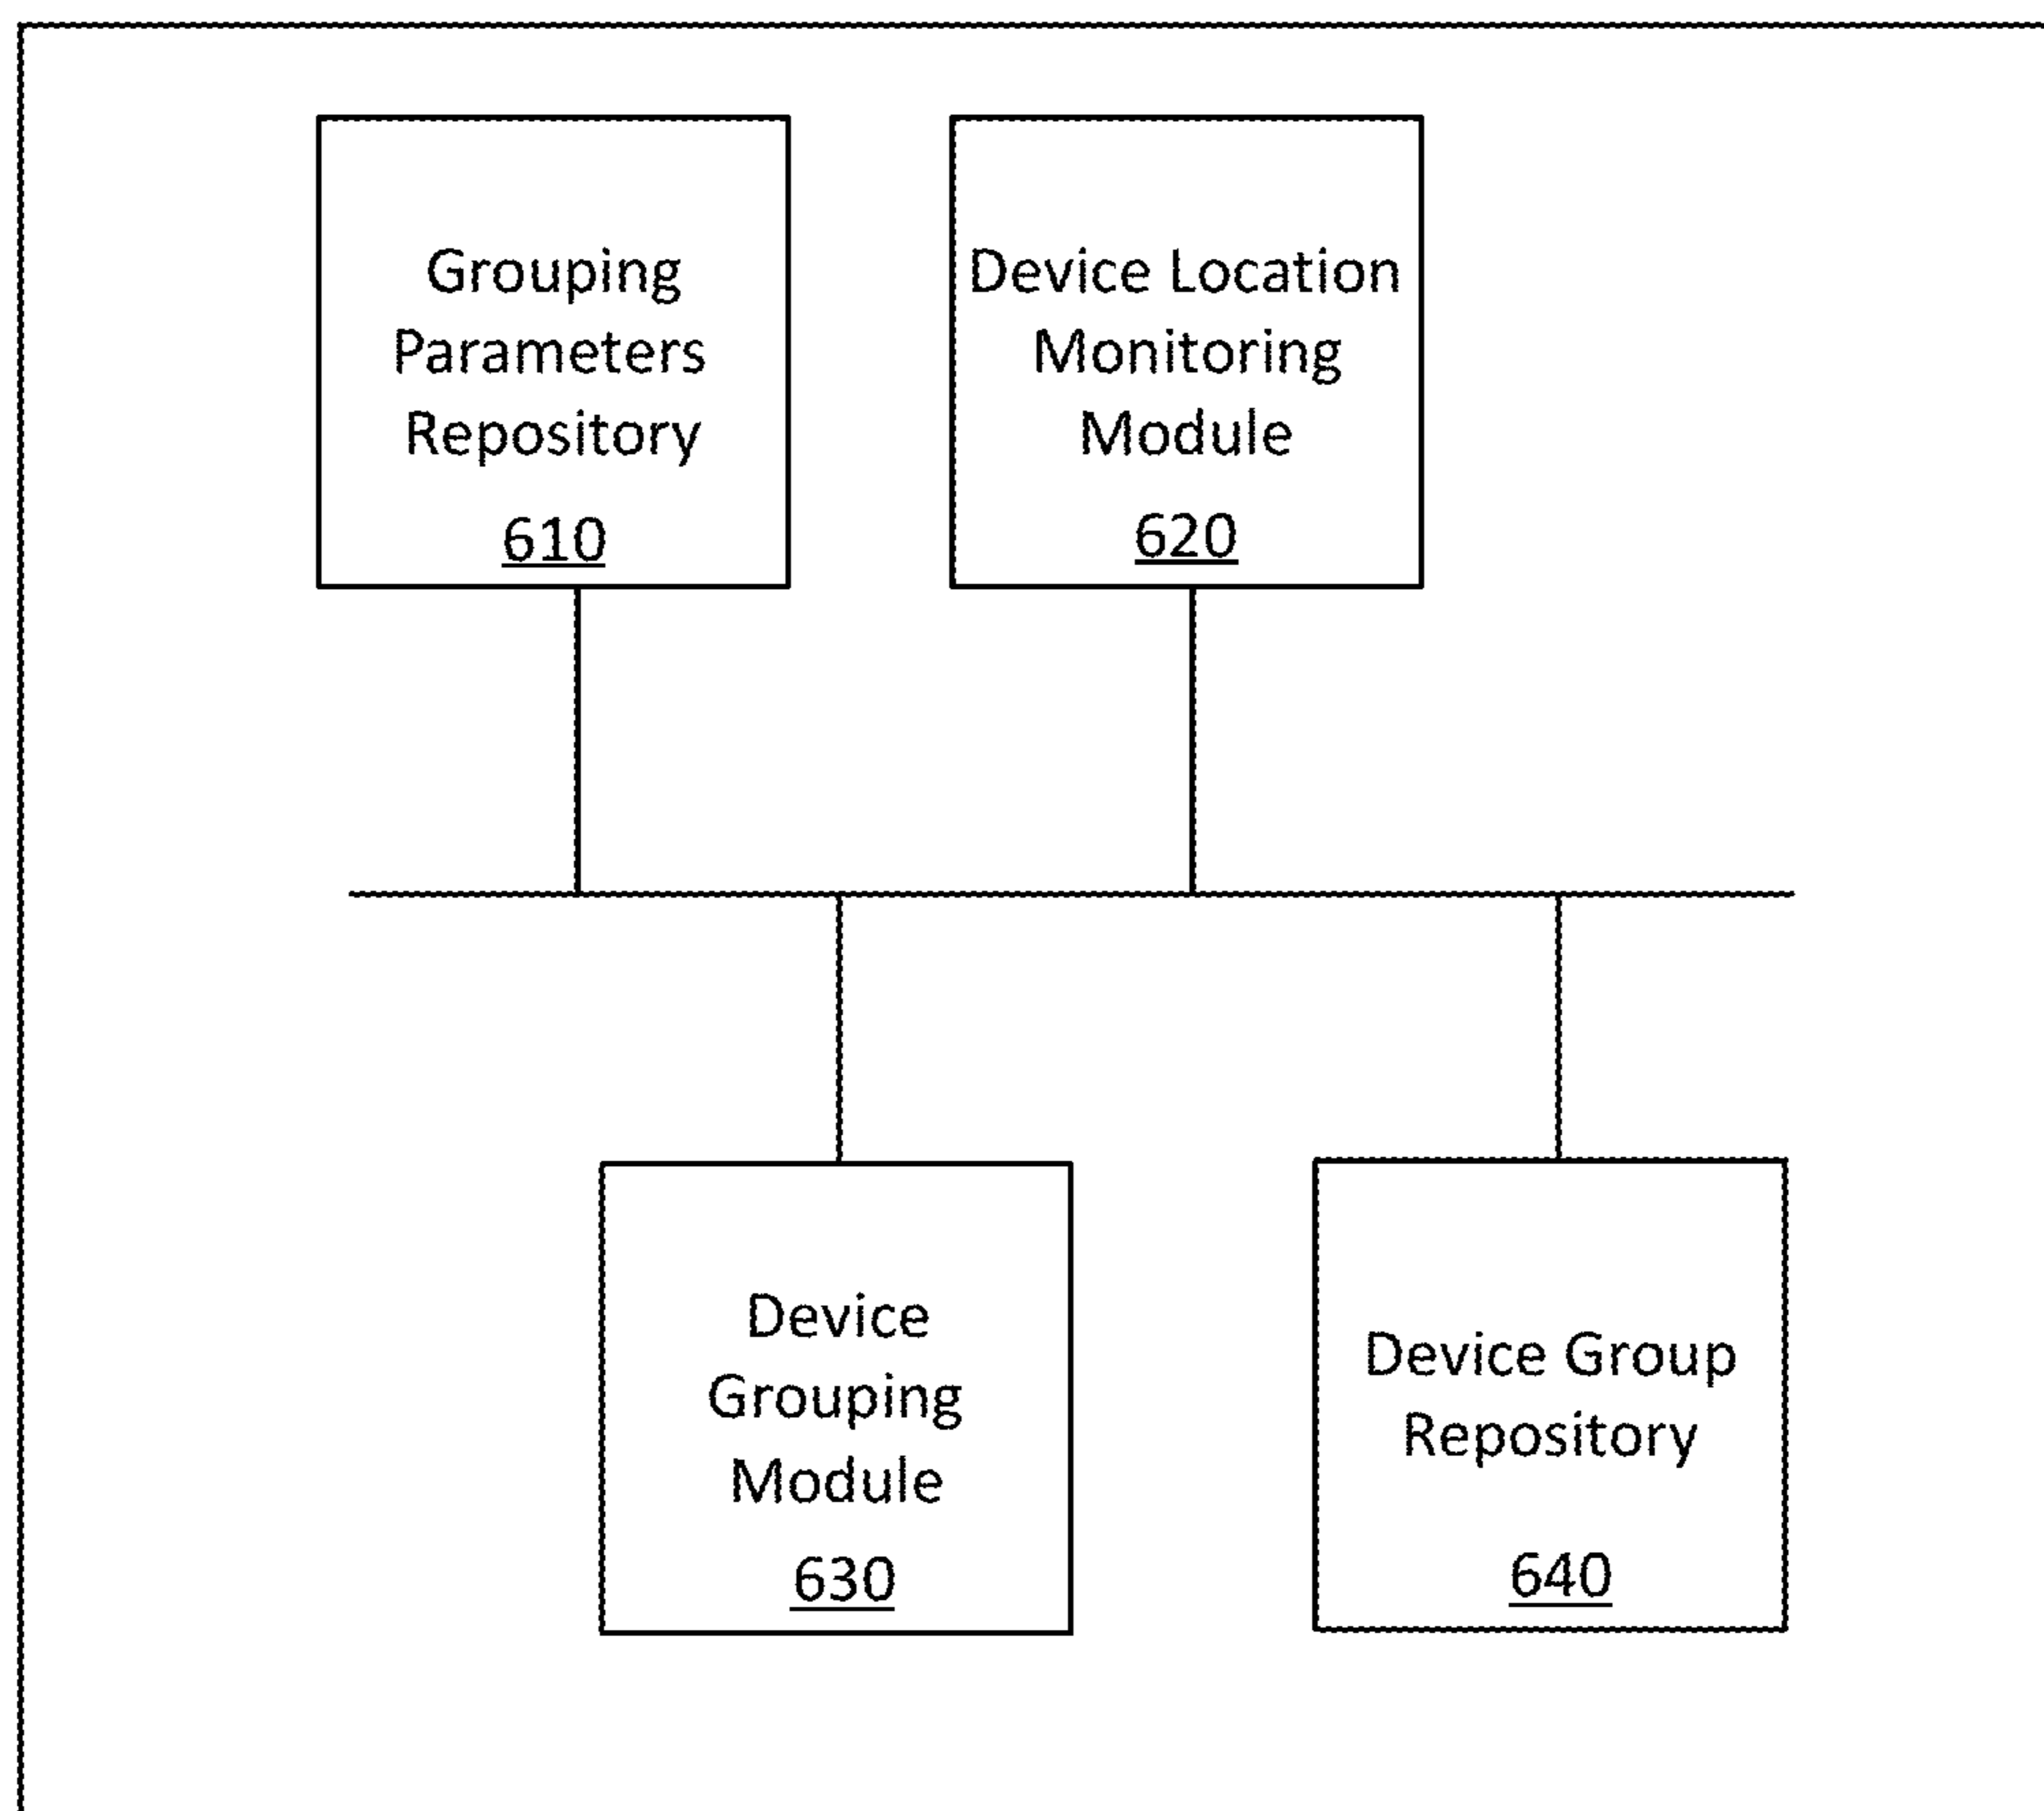 Grouping
Parameters
Repository
610
Device Location
Monitoring
Module
620
Device
Grouping
Module
630
Device Group
Repository
640